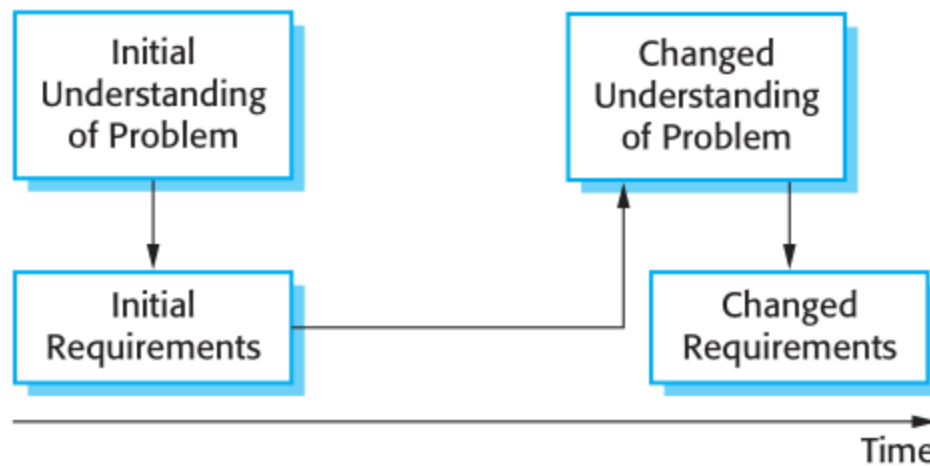 Initial
Understanding
of Problem
Changed
Understanding
of Problem
Initial
Requirements
Changed
Requirements
Time